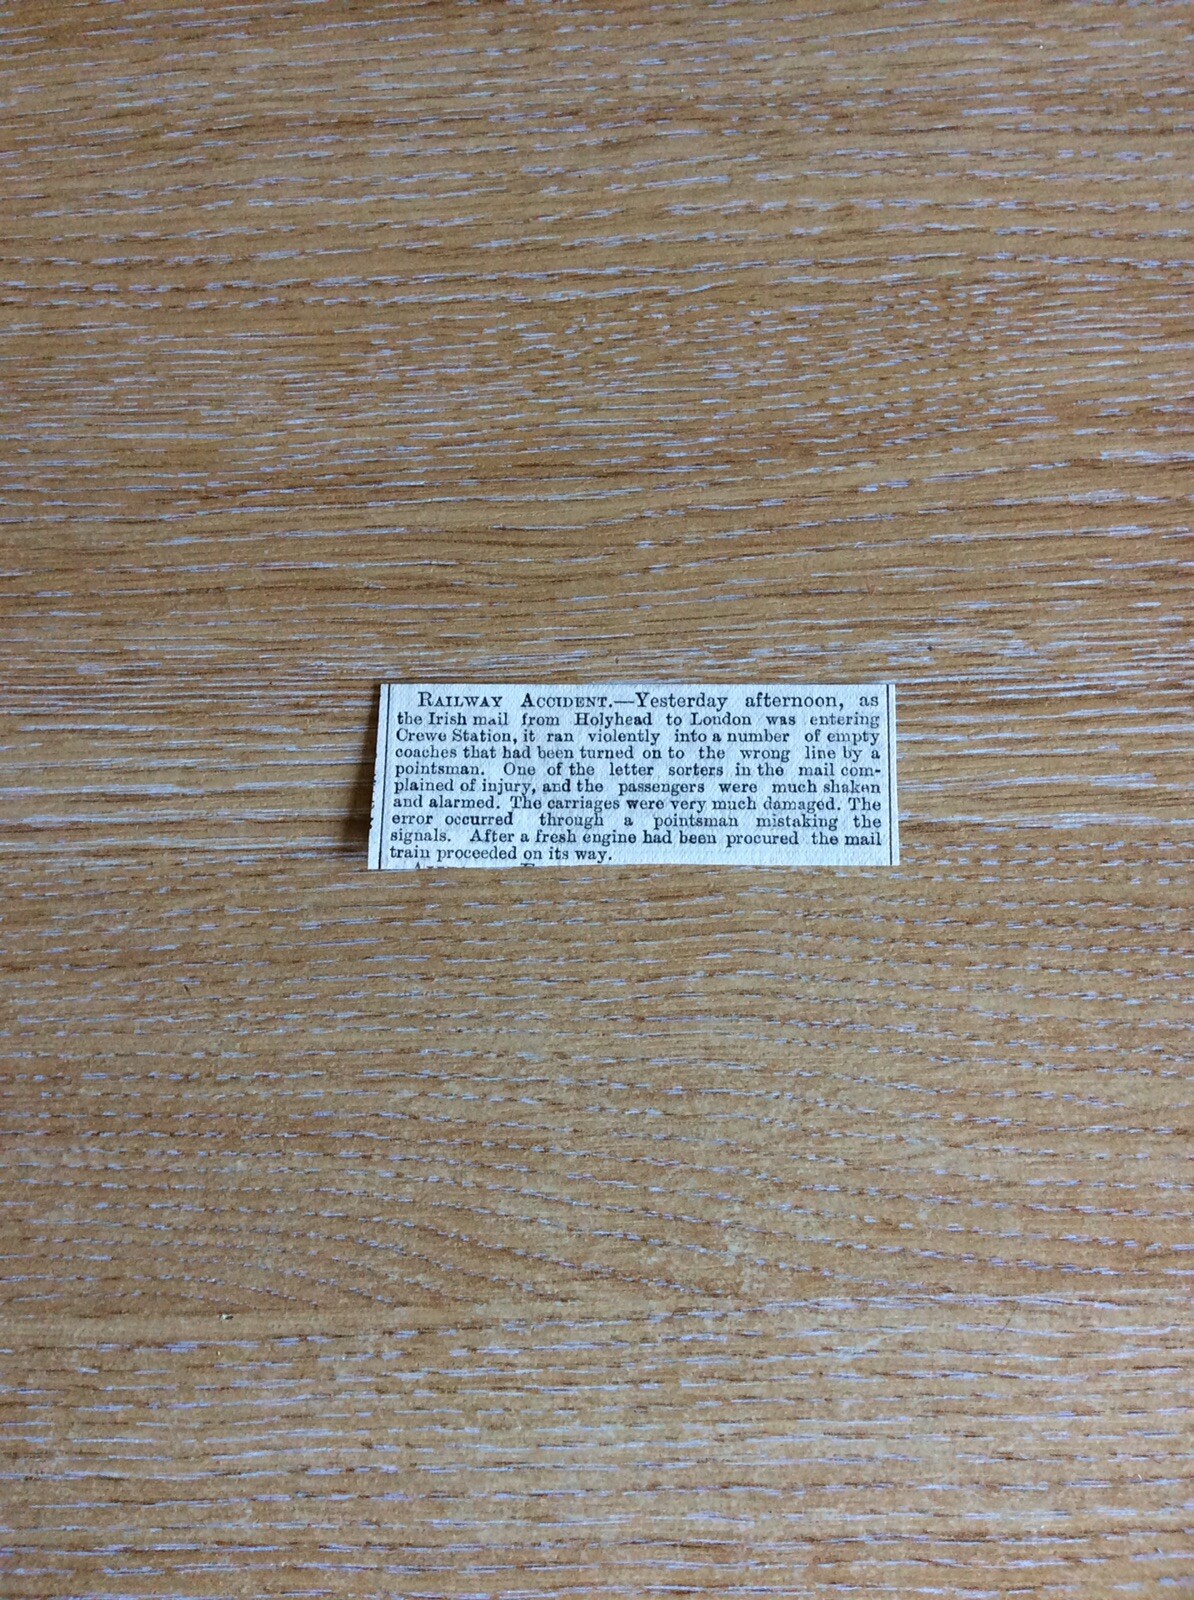 RAILWAY ACCIDENT.—Yesterday afternoon, as
the Irish mail from Holyhead to London was entering
Crewe Station, it ran violently into a number of empty
coaches that had been turned on to the wrong line by a
pointsman. One of the letter sorters in the mail com-
plained of injury, and the passengers were much shaken
and alarmed. The carriages were very much damaged. The
error occurred through a pointsman mistaking the
signals. After a fresh engine had been procured the mail
train proceeded on its way.